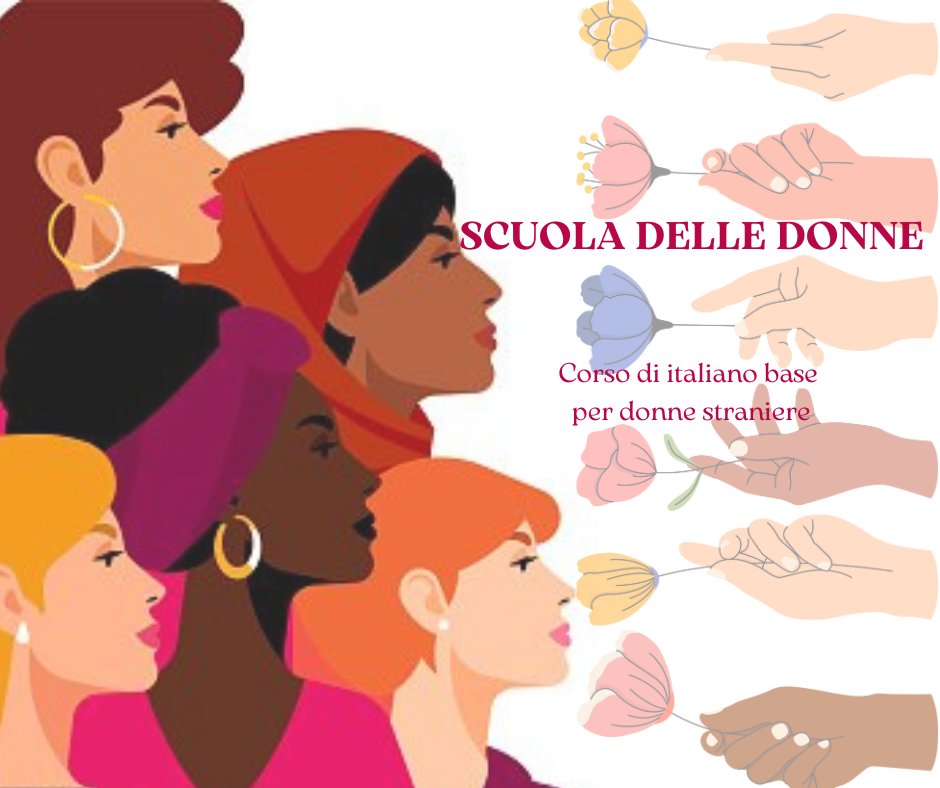 SCUOLA DELLE DONNE
Corso di italiano base
per donne straniere